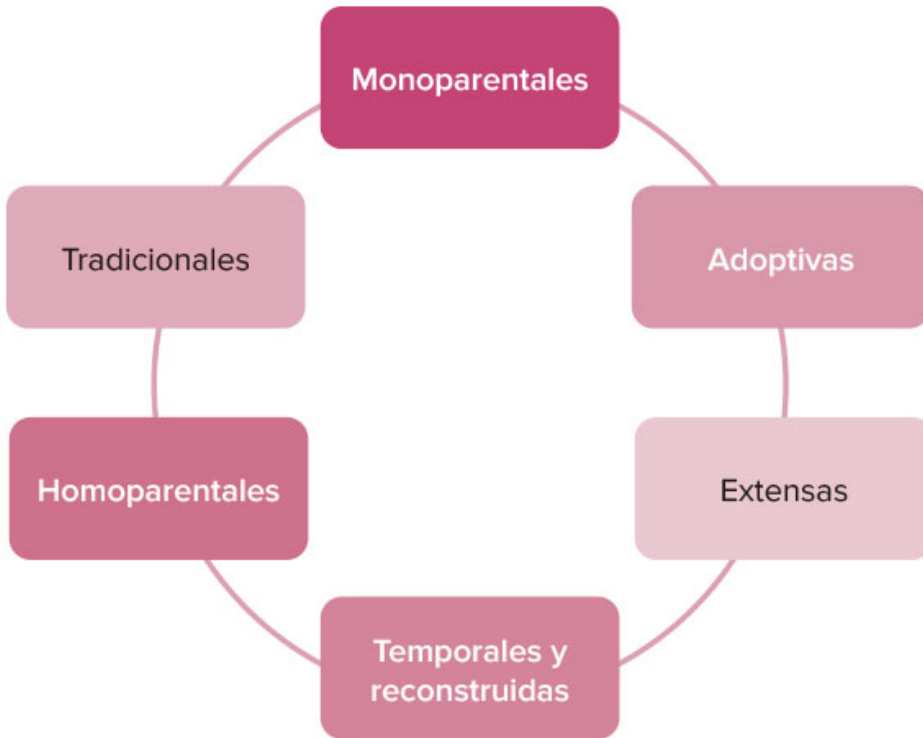 Monoparentales
Tradicionales
Adoptivas
Homoparentales
Extensas
Temporales y
reconstruidas